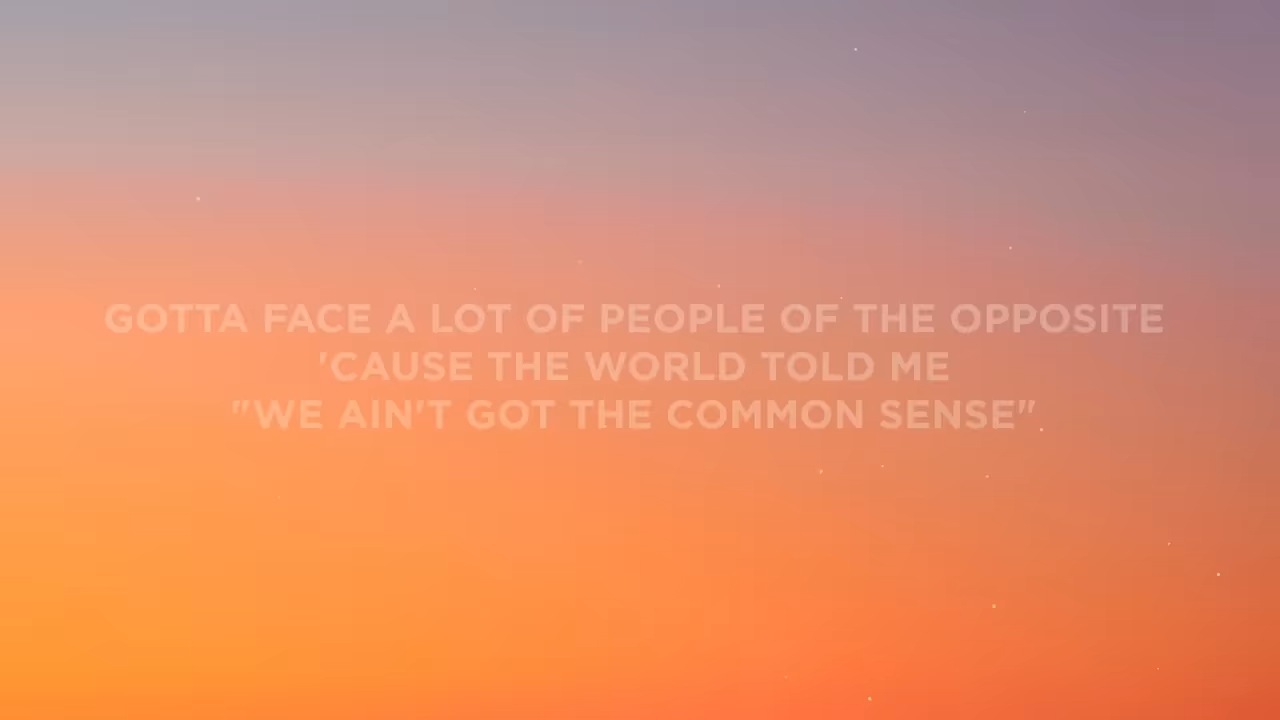 GOTTA FACE A LOT OF PEOPLE OF THE OPPOSITE
'CAUSE THE WORLD TOLD ME
"WE AIN'T GOT THE COMMON SENSE"